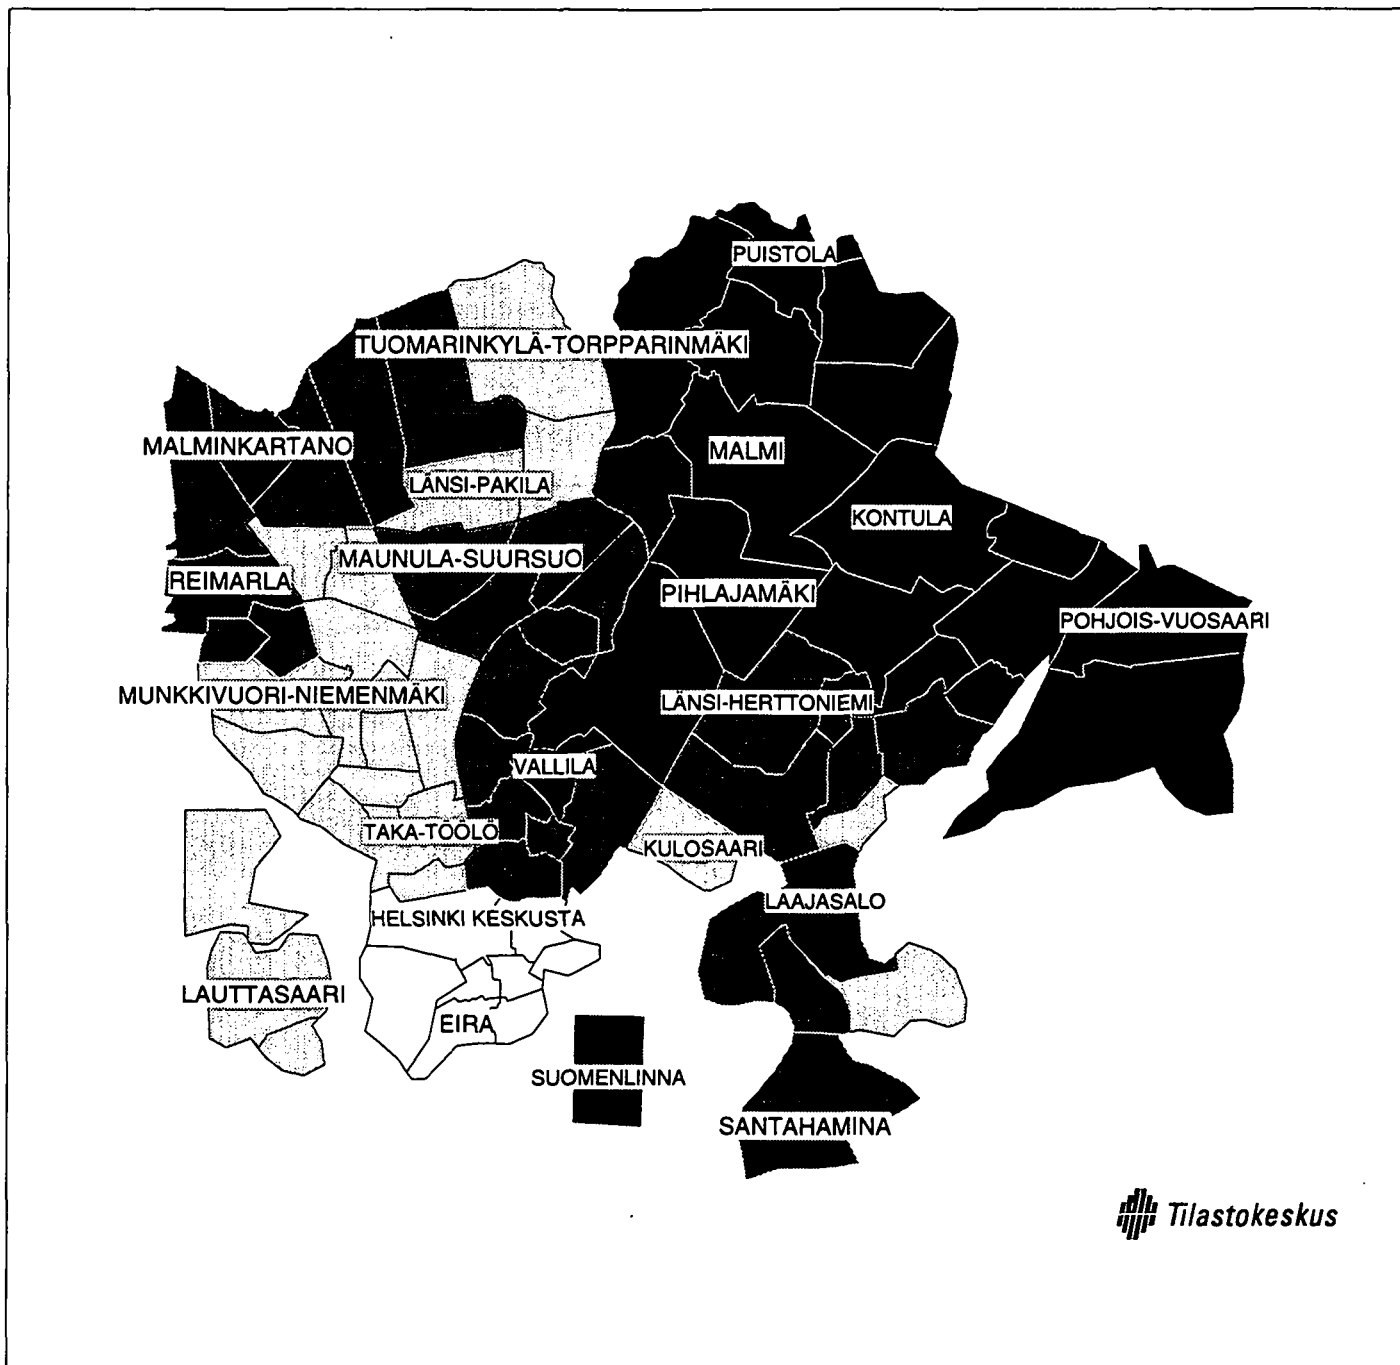 PUISTOLA
TUOMARINKYLÄ-TORPPARINMÄKI
MALMINKARTANO
MALMI
LÄNSI-PAKILA
KONTULA
MAUNULA-SUURSUO
REIMARLA
PIHLAJAMÄKI
POHJOIS-VUOSAARI
MUNKKIVUORI-NIEMENMÄKI
LÄNSI-HERTTONIEMI
VALLILA
TAKA-TÖÖLÖ
KULOSAARI
LAAJASALO
HELSINKI KESKUSTA
LAUTTASAARI
EIRA
SUOMENLINNA
SANTAHAMINA
Tilastokeskus